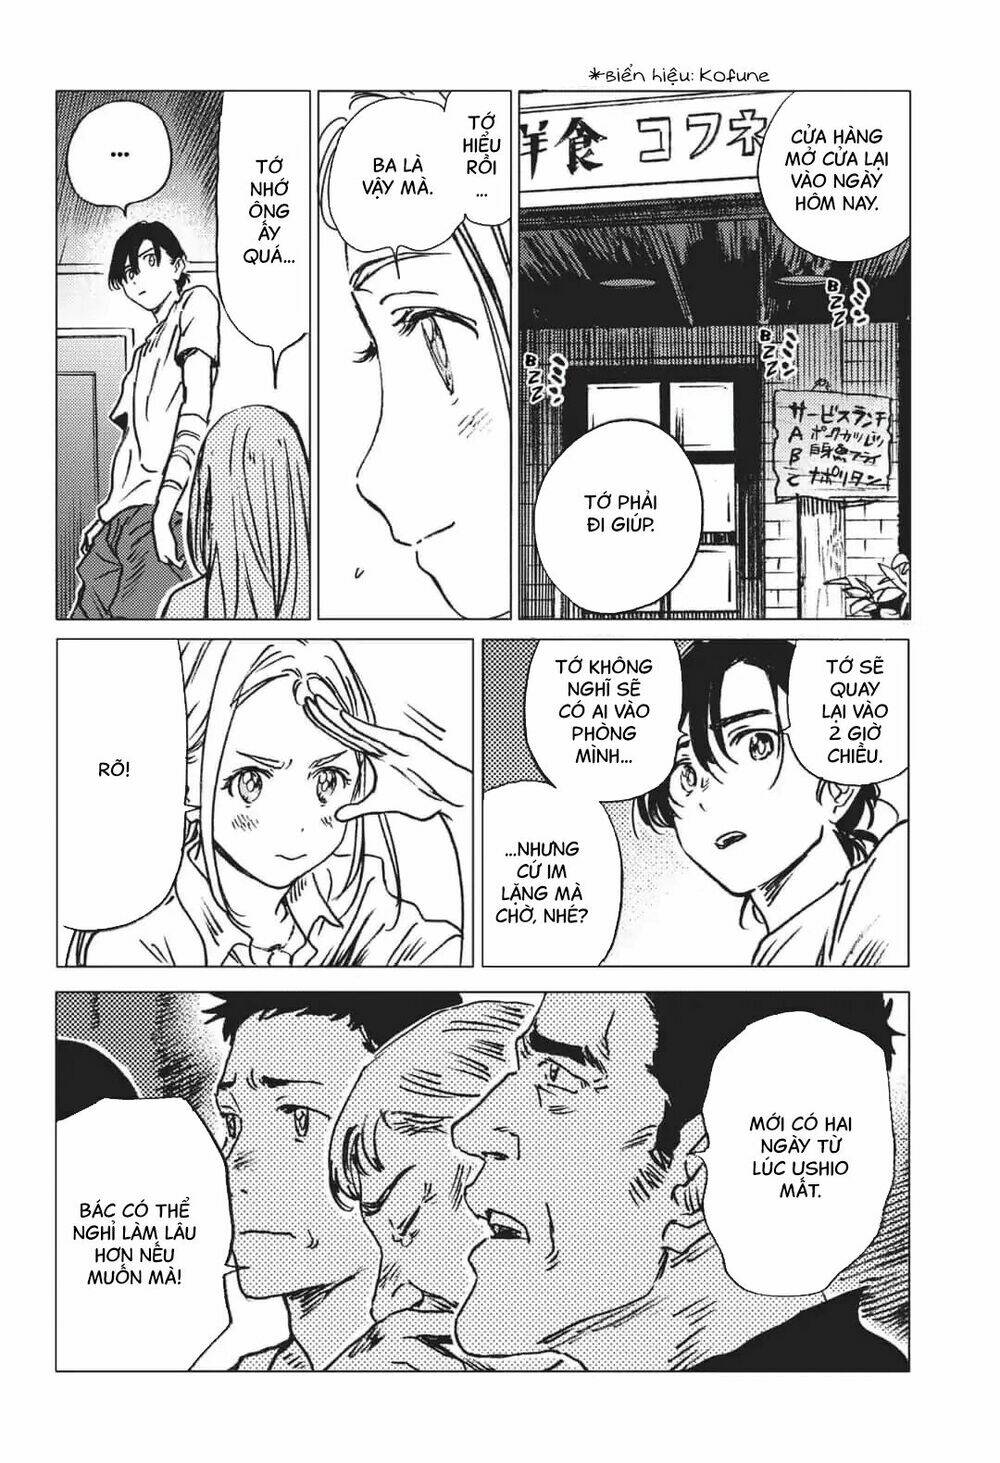 *Biển hiệu: Kofune
洋食 コフネ
CỬA HÀNG
MỞ CỬA LẠI
VÀO NGÀY
HÔM NAY.
BZZ
BZZ
BZZ
サービスランチ
A ポークカツレツ
B 白身魚フライ
C ナポリタン
TỚ PHẢI
ĐI GIÚP.
TỚ
HIỂU
RỒI
...
BA LÀ
VẬY MÀ.
TỚ
NHỚ
ÔNG
ẤY
QUÁ...
...
TỚ SẼ
QUAY
LẠI VÀO
2 GIỜ
CHIỀU.
TỚ KHÔNG
NGHĨ SẼ
CÓ AI VÀO
PHÒNG
MÌNH...
...NHƯNG
CỨ IM
LẶNG MÀ
CHỜ, NHÉ?
RÕ!
MỚI CÓ HAI
NGÀY TỪ
LÚC USHIO
MẤT.
BÁC CÓ THỂ
NGHỈ LÀM LÂU
HƠN NẾU
MUỐN MÀ!